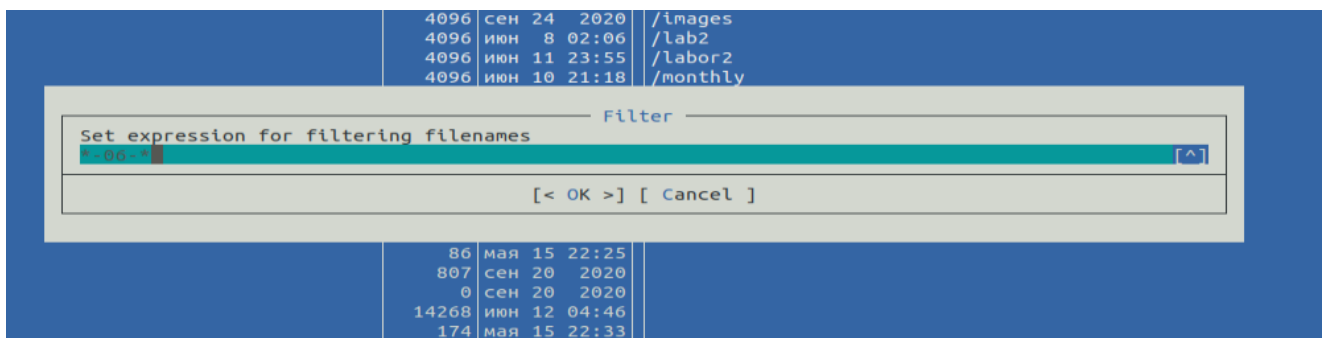 4096 сен 24 2020 /images
4096 июн 8 02:06 /lab2
4096 июн 11 23:55 /labor2
4096 июн 10 21:18 /monthly
Filter
Set expression for filtering filenames
*-06-* [^]
[< OK >] [ Cancel ]
86 мая 15 22:25
807 сен 20 2020
0 сен 20 2020
14268 июн 12 04:46
174 мая 15 22:33